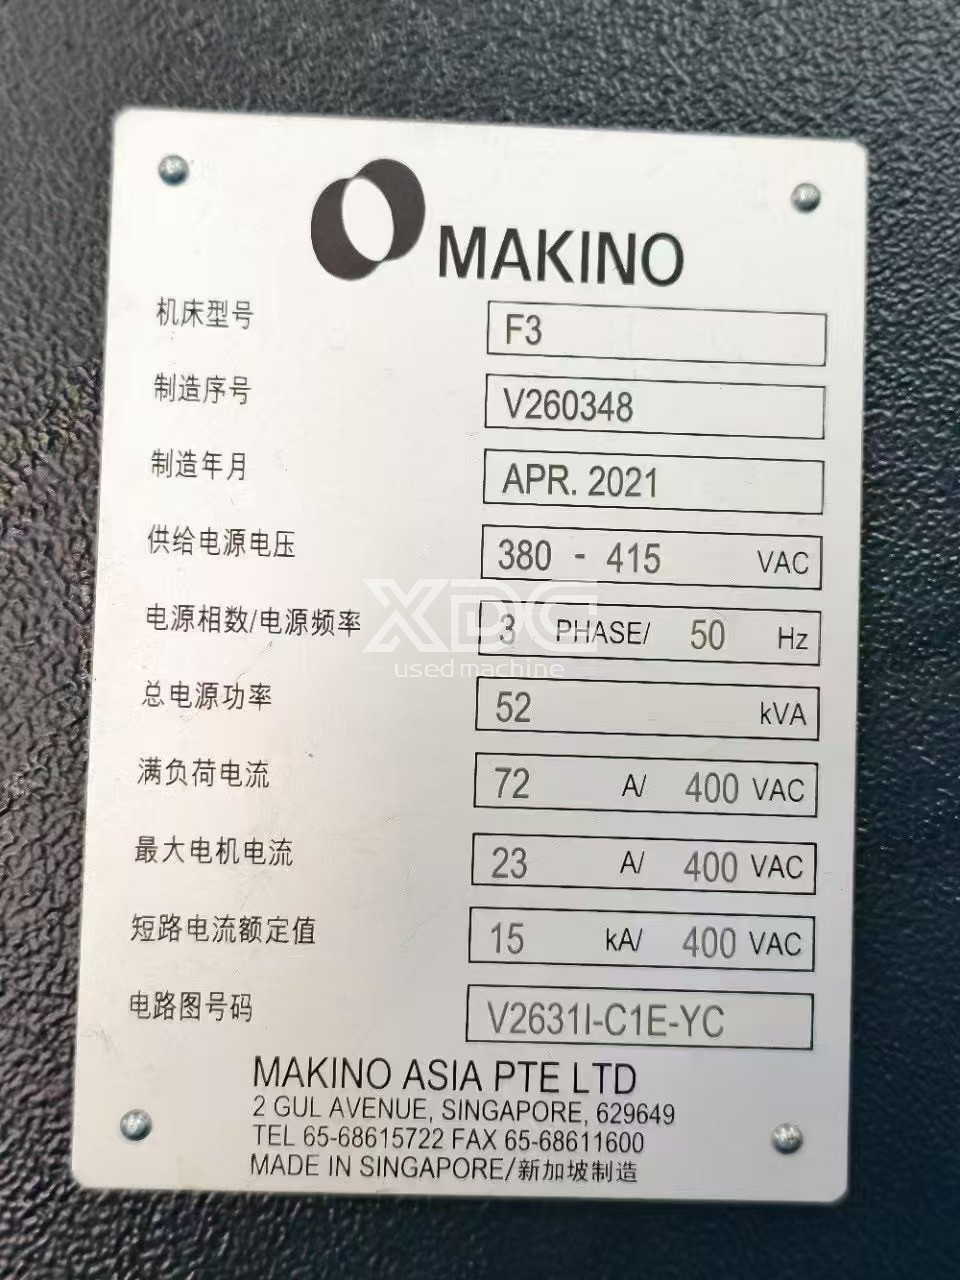 MAKINO
机床型号 F3
制造序号 V260348
制造年月 APR. 2021
供给电源电压 380 - 415 VAC
电源相数/电源频率 3 PHASE/ 50 Hz
XDC
used machine
总电源功率 52 kVA
满负荷电流 72 A/ 400 VAC
最大电机电流 23 A/ 400 VAC
短路电流额定值 15 kA/ 400 VAC
电路图号码 V2631I-C1E-YC
MAKINO ASIA PTE LTD
2 GUL AVENUE, SINGAPORE, 629649
TEL 65-68615722 FAX 65-68611600
MADE IN SINGAPORE/新加坡制造